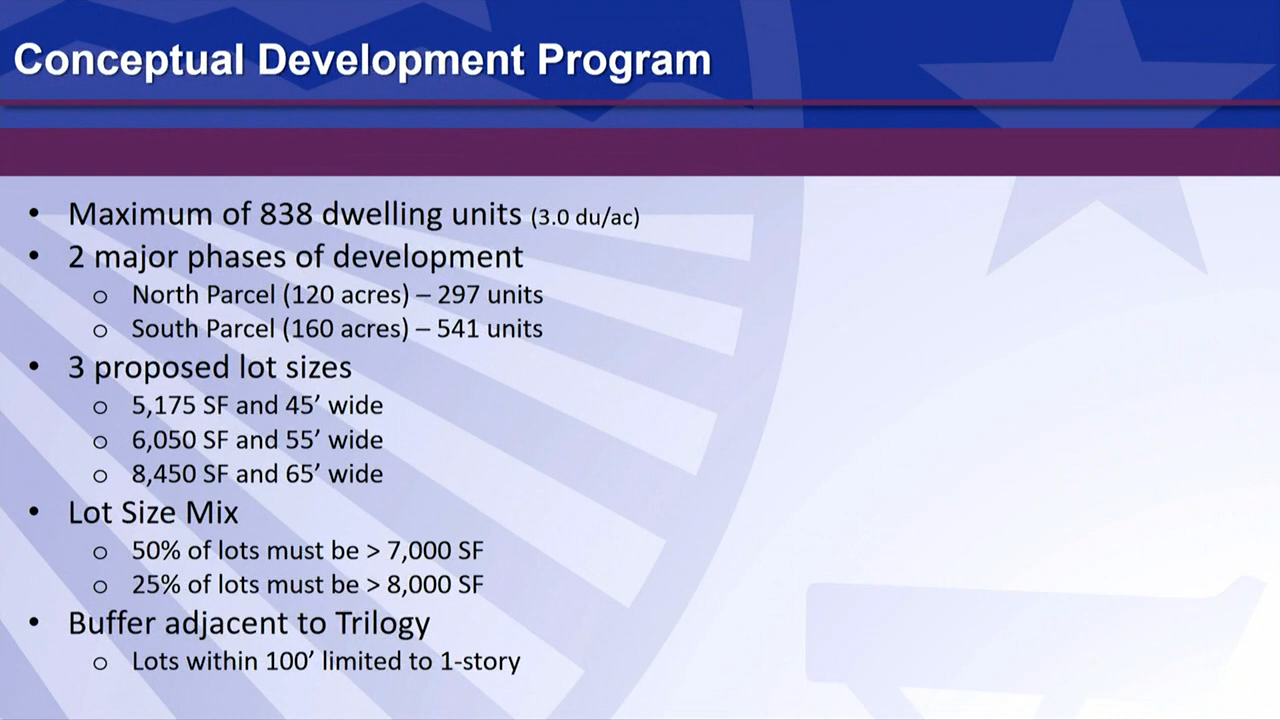 Conceptual Development Program
• Maximum of 838 dwelling units (3.0 du/ac)
• 2 major phases of development
o North Parcel (120 acres) – 297 units
o South Parcel (160 acres) – 541 units
• 3 proposed lot sizes
o 5,175 SF and 45’ wide
o 6,050 SF and 55’ wide
o 8,450 SF and 65’ wide
• Lot Size Mix
o 50% of lots must be > 7,000 SF
o 25% of lots must be > 8,000 SF
• Buffer adjacent to Trilogy
o Lots within 100’ limited to 1-story